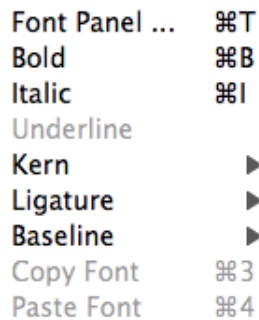 Font Panel ... ⌘T
Bold ⌘B
Italic ⌘I
Underline
Kern ▶
Ligature ▶
Baseline ▶
Copy Font ⌘3
Paste Font ⌘4